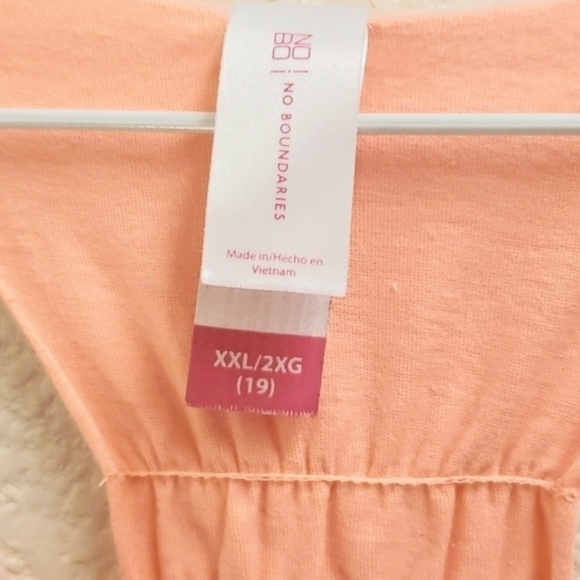 NO
BO
NO BOUNDARIES
Made in/Hecho en
Vietnam
XXL/2XG
(19)